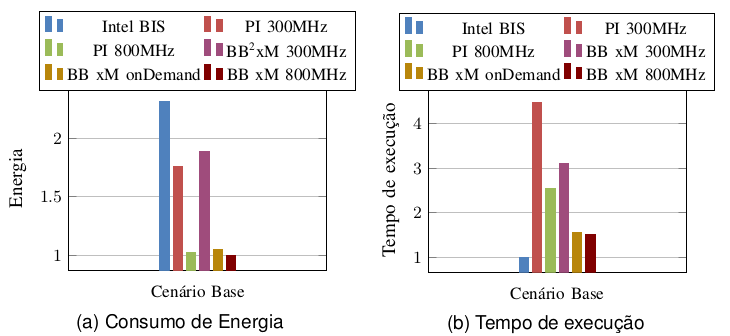 Intel BIS PI 300MHz
PI 800MHz BB²xM 300MHz
BB xM onDemand BB xM 800MHz
2
1.5
1
Energia
Cenário Base
(a) Consumo de Energia
Intel BIS PI 300MHz
PI 800MHz BB xM 300MHz
BB xM onDemand BB xM 800MHz
4
3
2
1
Tempo de execução
Cenário Base
(b) Tempo de execução